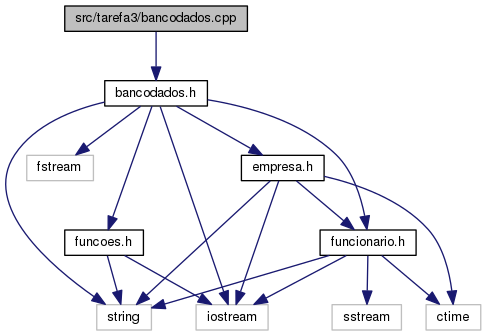 src/tarefa3/bancodados.cpp
bancodados.h
fstream
empresa.h
funcoes.h
funcionario.h
string
iostream
sstream
ctime